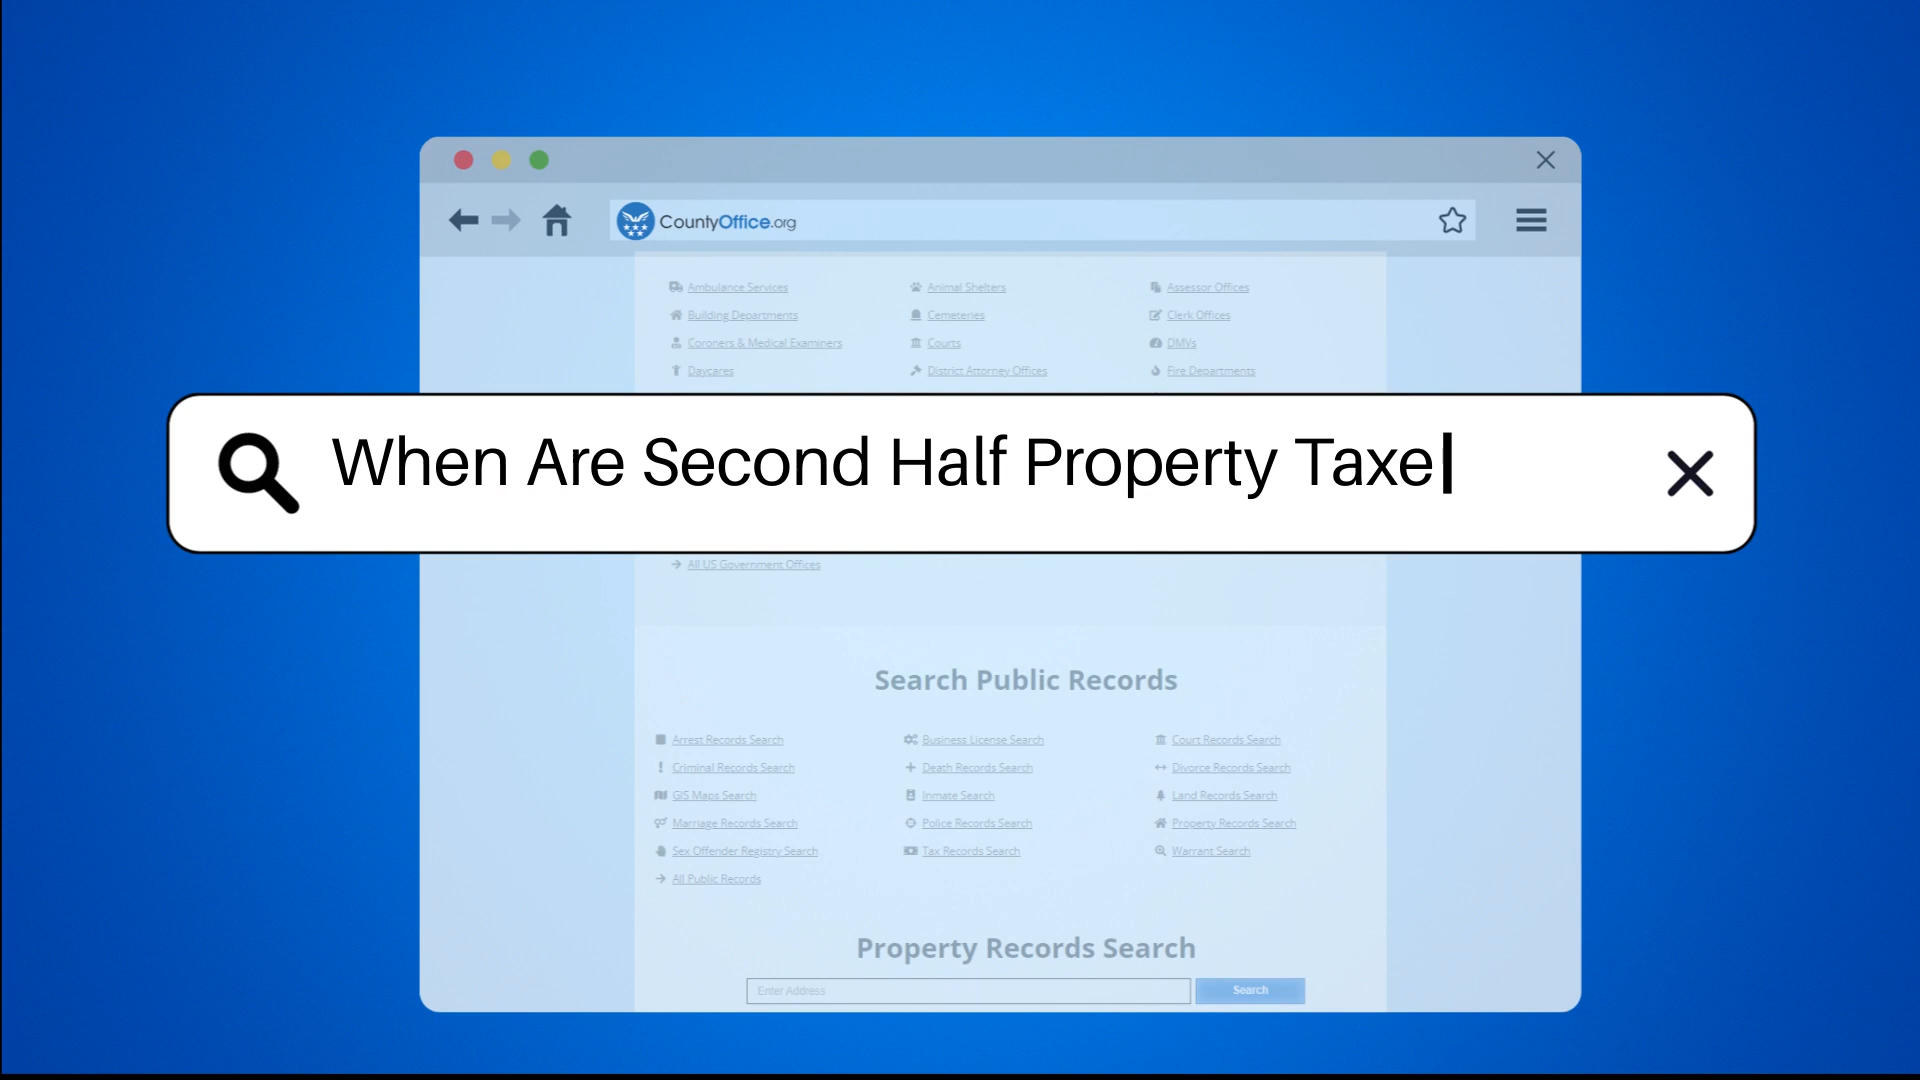 CountyOffice.org
Ambulance Services
Animal Shelters
Assessor Offices
Building Departments
Cemeteries
Clerk Offices
Coroners & Medical Examiners
Courts
DMVs
Daycares
District Attorney Offices
Fire Departments
When Are Second Half Property Taxe
All US Government Offices
Search Public Records
Arrest Records Search
Business License Search
Court Records Search
Criminal Records Search
Death Records Search
Divorce Records Search
GIS Maps Search
Inmate Search
Land Records Search
Marriage Records Search
Police Records Search
Property Records Search
Sex Offender Registry Search
Tax Records Search
Warrant Search
All Public Records
Property Records Search
Enter Address
Search